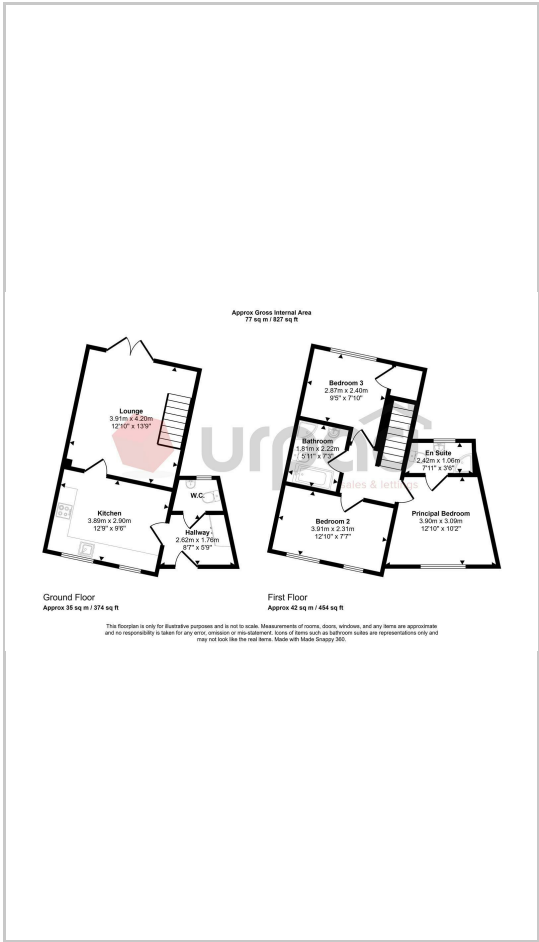 Approx Gross Internal Area
77 sq m / 827 sq ft
Lounge
3.91m x 4.20m
12'10" x 13'9"
W.C.
Kitchen
3.89m x 2.90m
12'9" x 9'6"
Hallway
2.62m x 1.76m
8'7" x 5'9"
Ground Floor
Approx 35 sq m / 374 sq ft
Bedroom 3
2.87m x 2.40m
9'5" x 7'10"
Bathroom
1.81m x 2.22m
5'11" x 7'3"
En Suite
2.42m x 1.06m
7'11" x 3'6"
sales & lettings
Bedroom 2
3.91m x 2.31m
12'10" x 7'7"
Principal Bedroom
3.90m x 3.09m
12'10" x 10'2"
First Floor
Approx 42 sq m / 454 sq ft
This floorplan is only for illustrative purposes and is not to scale. Measurements of rooms, doors, windows, and any items are approximate
and no responsibility is taken for any error, omission or mis-statement. Icons of items such as bathroom suites are representations only and
may not look like the real items. Made with Made Snappy 360.